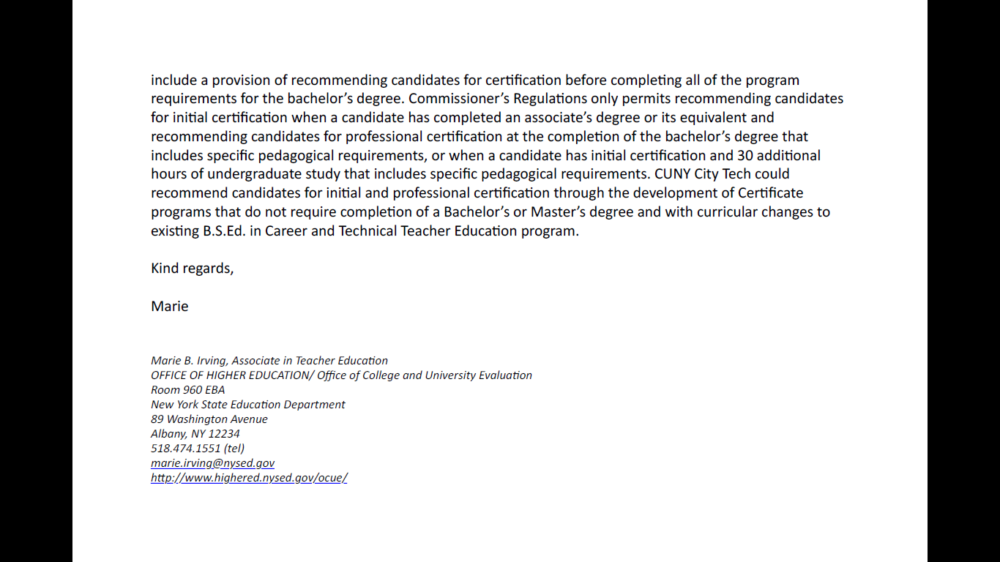 include a provision of recommending candidates for certification before completing all of the program
requirements for the bachelor’s degree. Commissioner’s Regulations only permits recommending candidates
for initial certification when a candidate has completed an associate’s degree or its equivalent and
recommending candidates for professional certification at the completion of the bachelor’s degree that
includes specific pedagogical requirements, or when a candidate has initial certification and 30 additional
hours of undergraduate study that includes specific pedagogical requirements. CUNY City Tech could
recommend candidates for initial and professional certification through the development of Certificate
programs that do not require completion of a Bachelor’s or Master’s degree and with curricular changes to
existing B.S.Ed. in Career and Technical Teacher Education program.
Kind regards,
Marie
Marie B. Irving, Associate in Teacher Education
OFFICE OF HIGHER EDUCATION/ Office of College and University Evaluation
Room 960 EBA
New York State Education Department
89 Washington Avenue
Albany, NY 12234
518.474.1551 (tel)
marie.irving@nysed.gov
http://www.highered.nysed.gov/ocue/